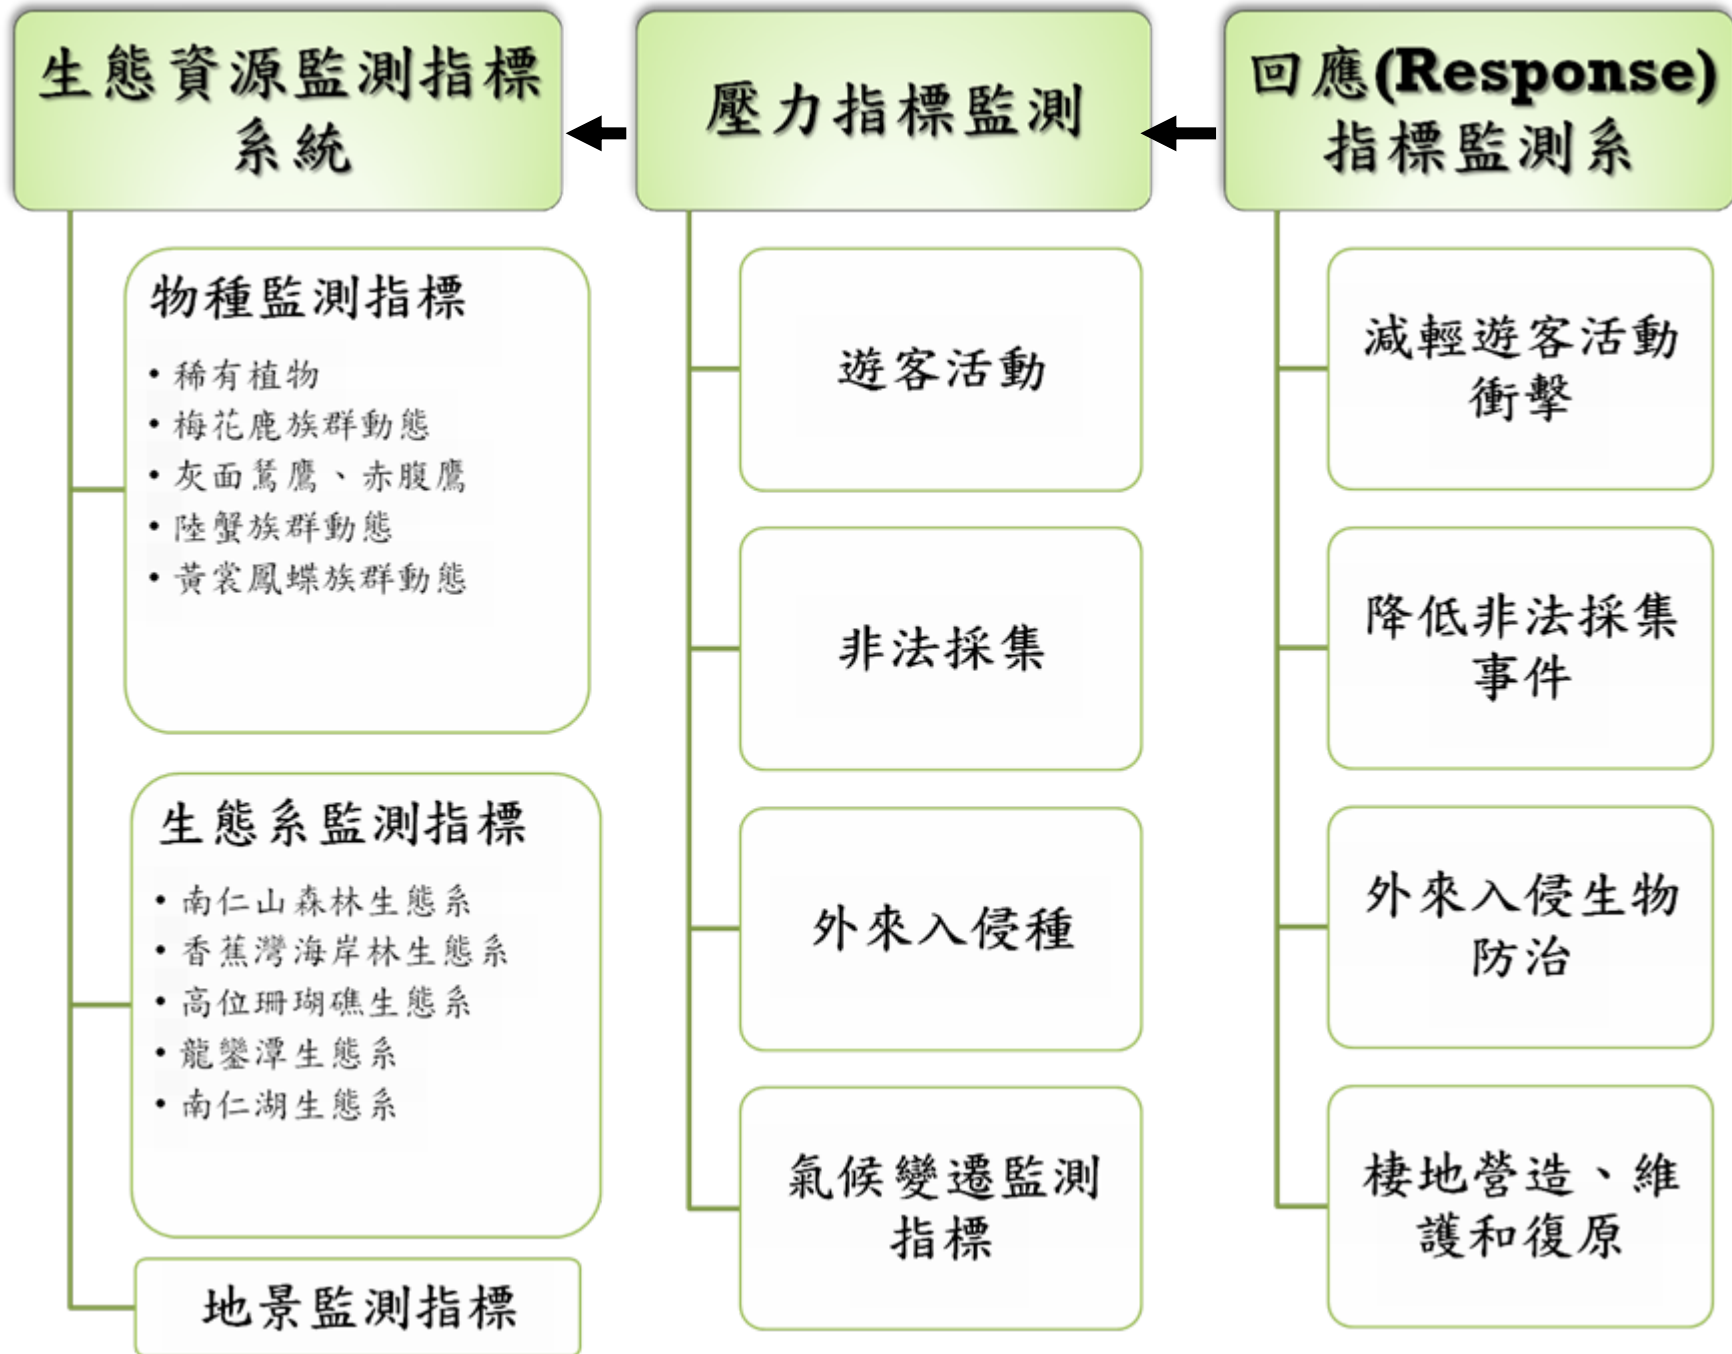 生態資源監測指標
系統
物種監測指標
• 稀有植物
• 梅花鹿族群動態
• 灰面鵟鷹、赤腹鷹
• 陸蟹族群動態
• 黃裳鳳蝶族群動態
生態系監測指標
• 南仁山森林生態系
• 香蕉灣海岸林生態系
• 高位珊瑚礁生態系
• 龍鑾潭生態系
• 南仁湖生態系
地景監測指標
壓力指標監測
遊客活動
非法採集
外來入侵種
氣候變遷監測
指標
回應(Response)
指標監測系
減輕遊客活動
衝擊
降低非法採集
事件
外來入侵生物
防治
棲地營造、維
護和復原